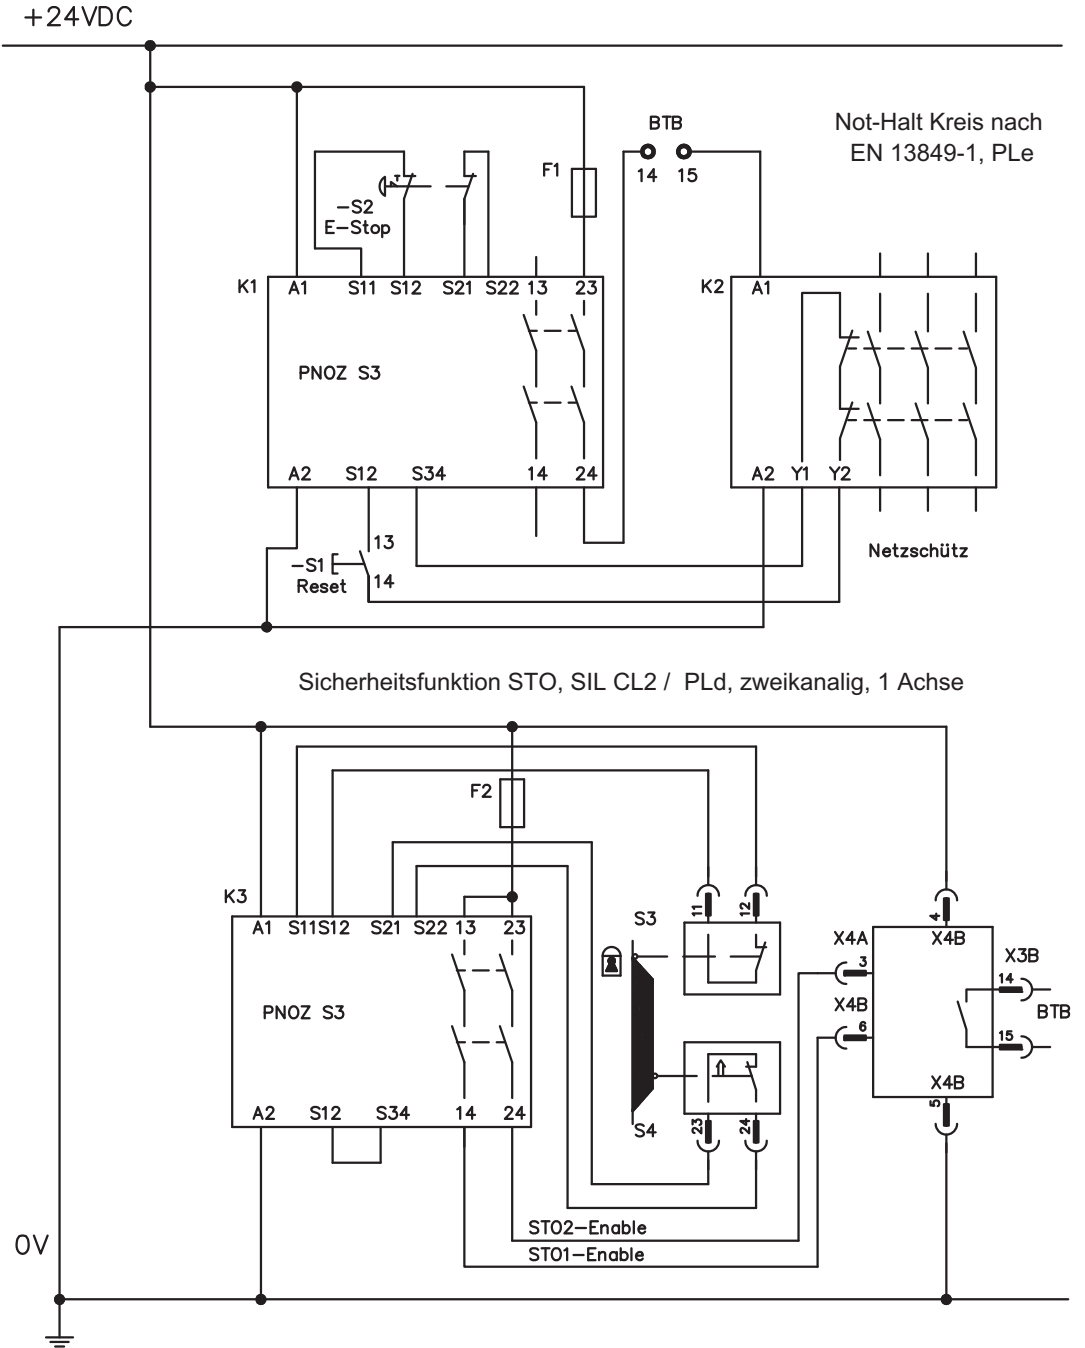 +24VDC
Not-Halt Kreis nach
EN 13849-1, PLe
BTB
14 15
F1
-S2
E-Stop
K1
A1 S11 S12 S21 S22 13 23
K2
A1
PNOZ S3
A2 S12 S34 14 24
A2 Y1 Y2
13
-S1
14
Reset
Netzschütz
Sicherheitsfunktion STO, SIL CL2 / PLd, zweikanalig, 1 Achse
F2
K3
A1 S11 S12 S21 S22 13 23
11 12
S3
4
X4B
X4A
3
X3B
14
X4B
6
BTB
15
PNOZ S3
X4B
5
A2 S12 S34 14 24
S4
23 24
STO2-Enable
STO1-Enable
0V